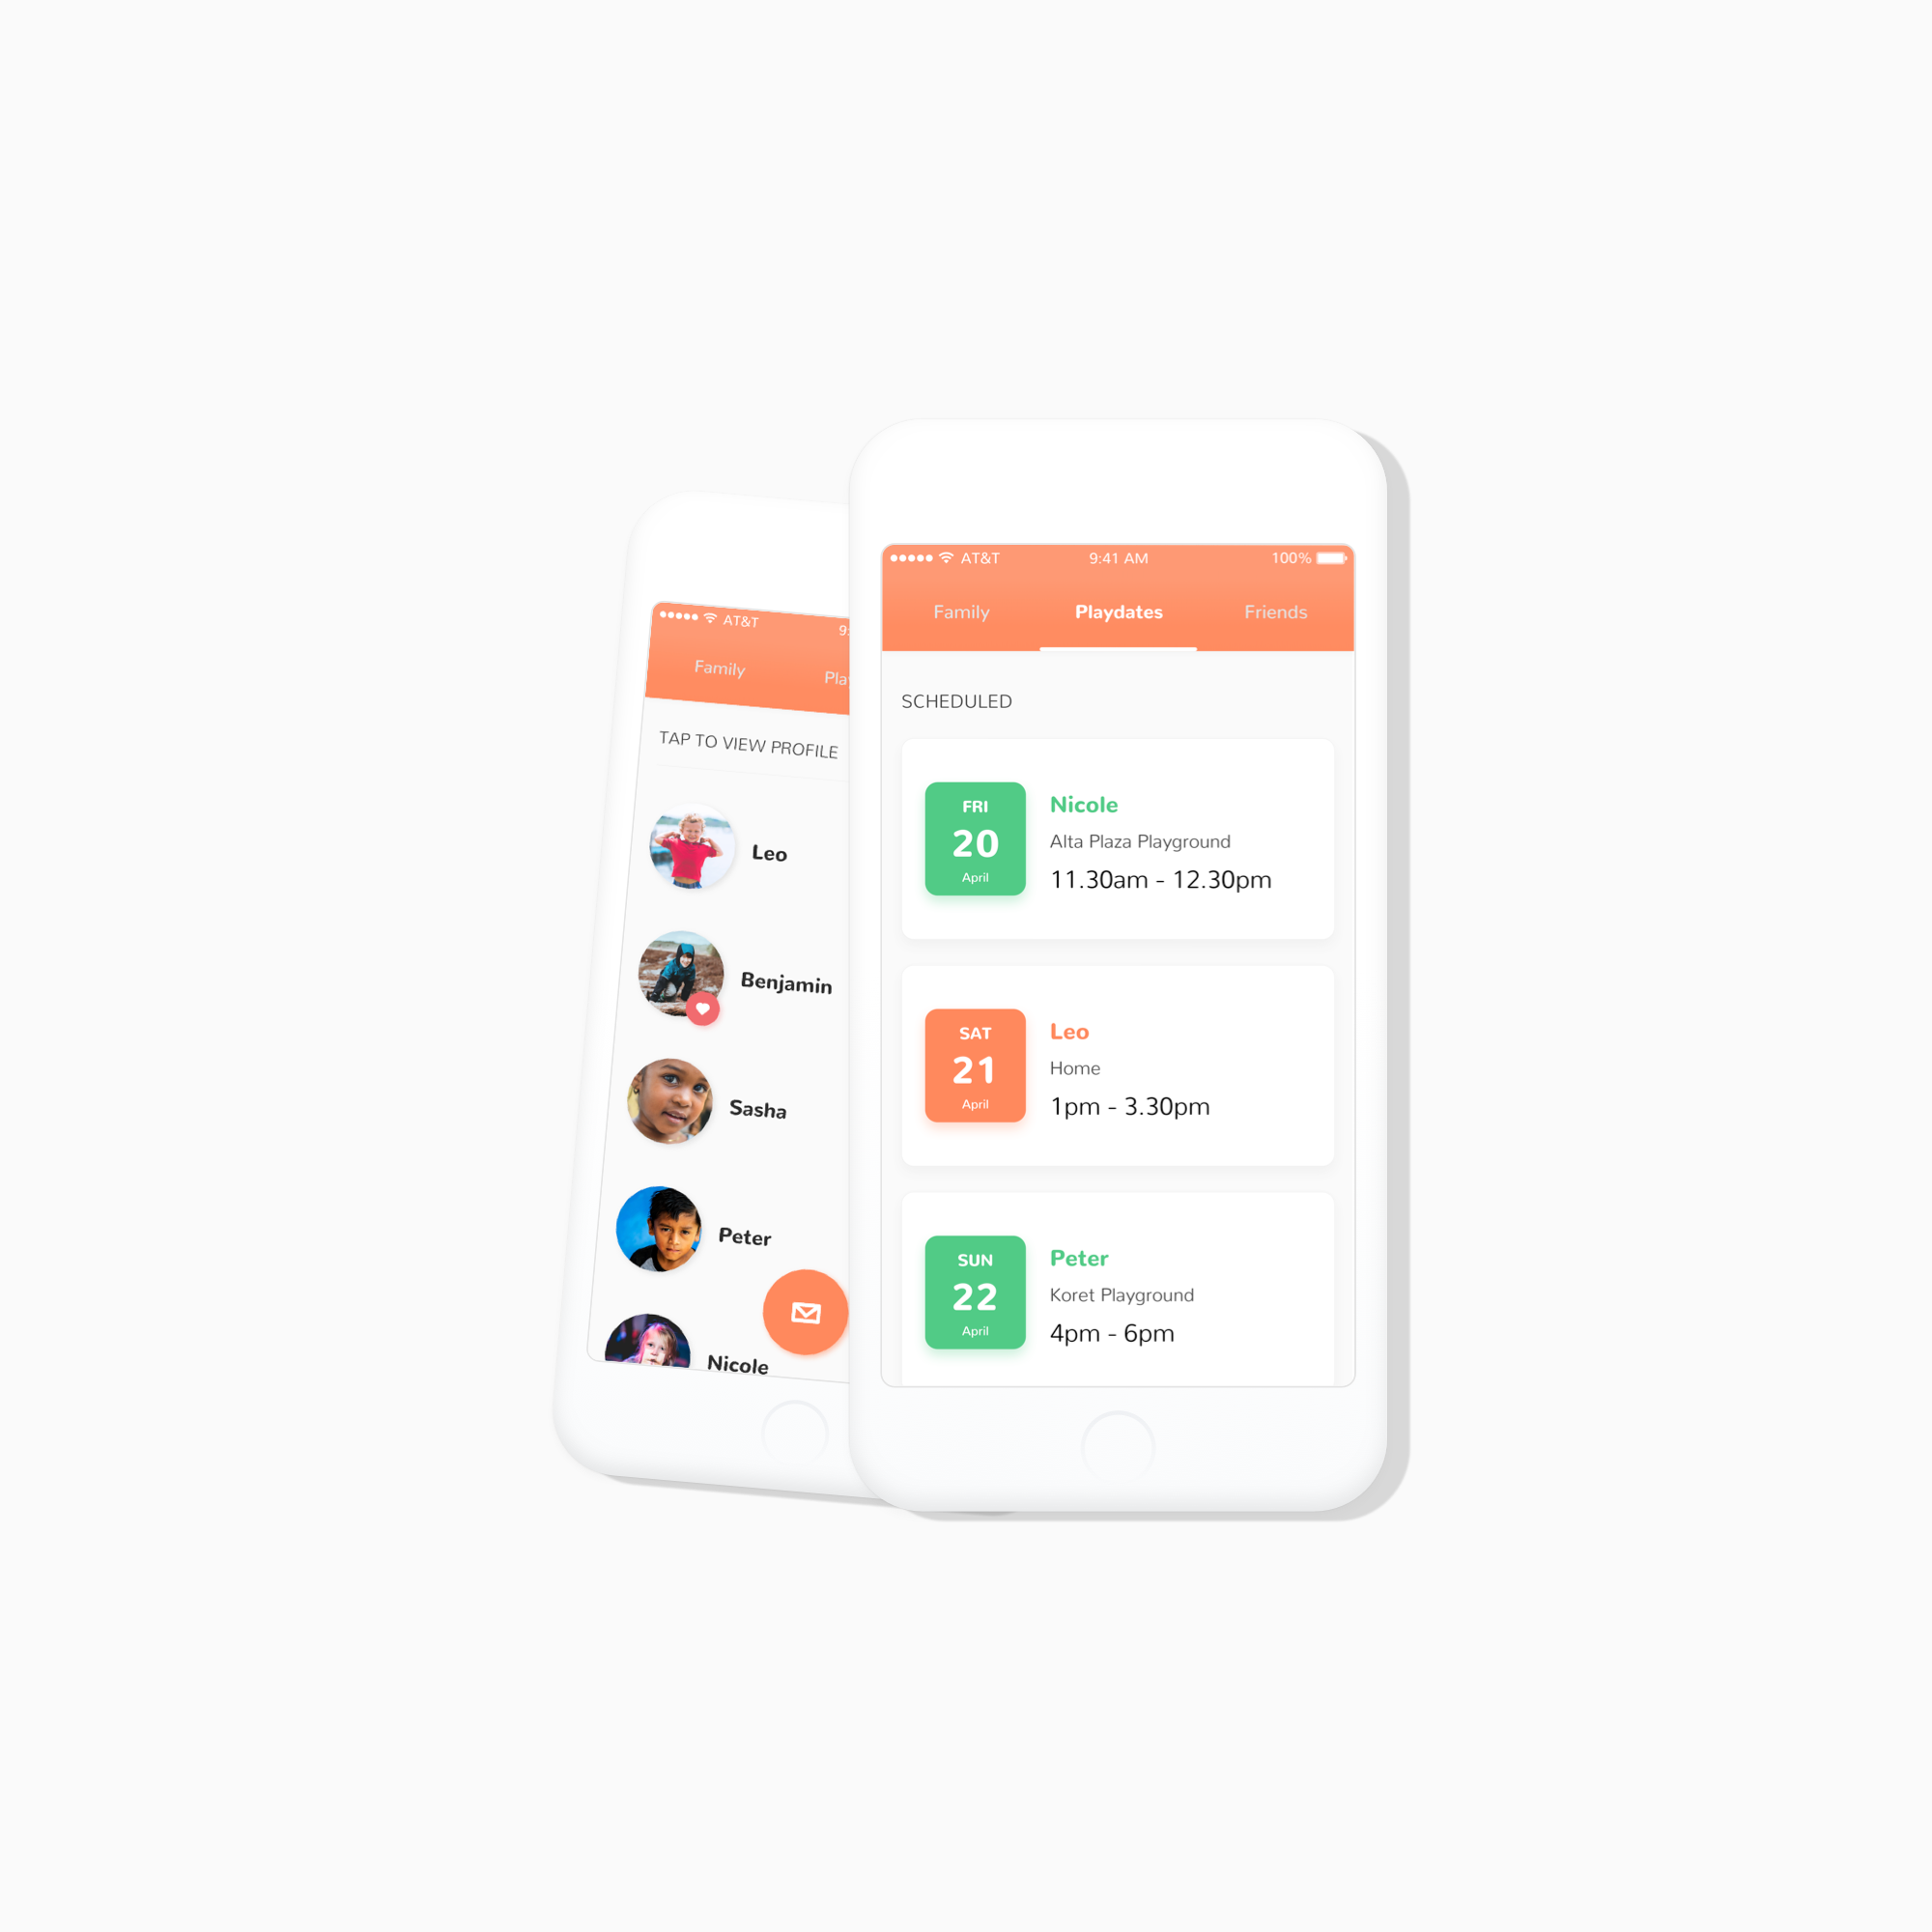 AT&T
9:
Family
Pla
TAP TO VIEW PROFILE
Leo
Benjamin
Sasha
Peter
Nicole
AT&T 9:41 AM 100%
Family Playdates Friends
SCHEDULED
FRI
20
April
Nicole
Alta Plaza Playground
11.30am - 12.30pm
SAT
21
April
Leo
Home
1pm - 3.30pm
SUN
22
April
Peter
Koret Playground
4pm - 6pm